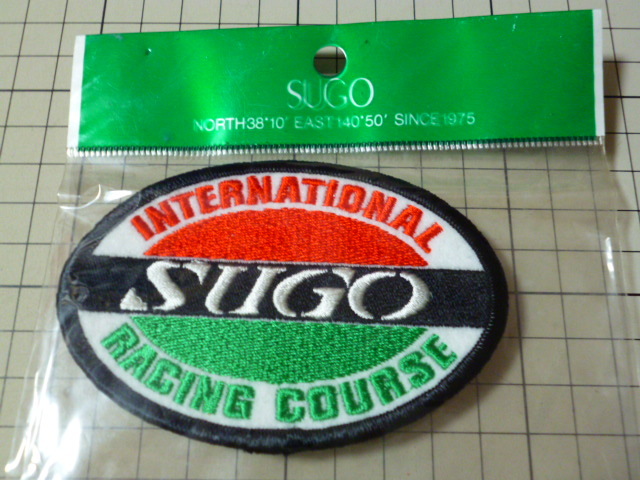 SUGO
NORTH38°10′ EAST140°50′ SINCE1975
INTERNATIONAL
SUGO
RACING COURSE